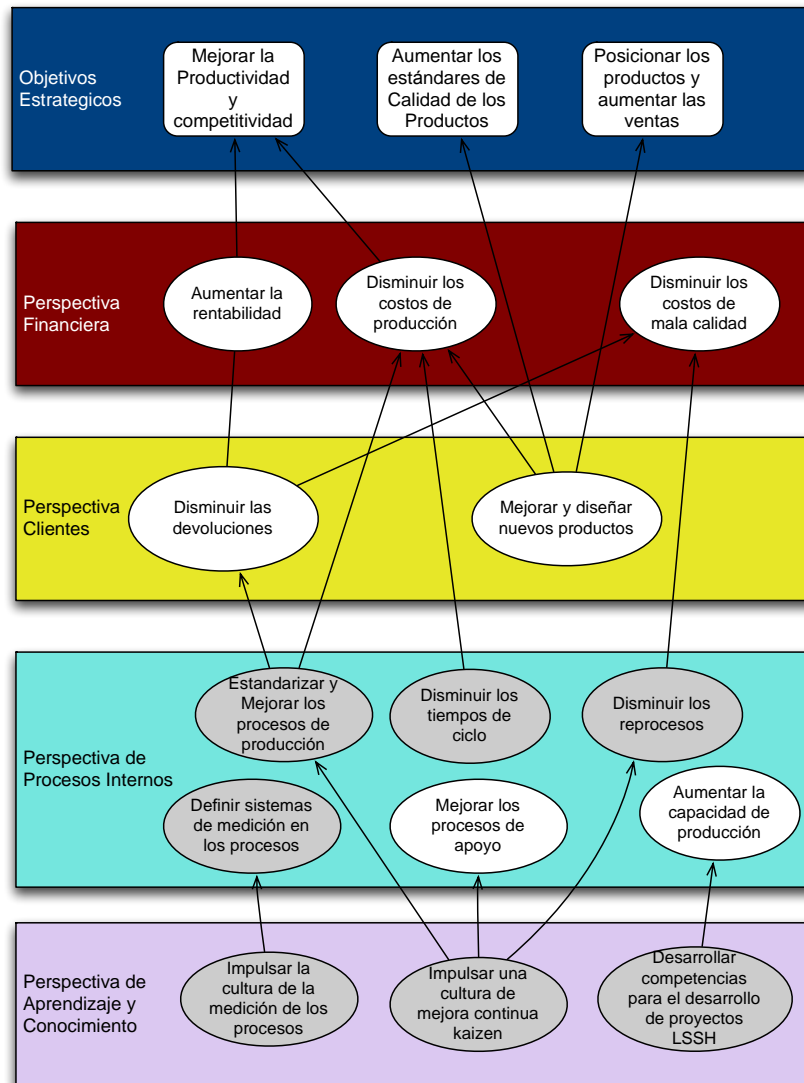 Objetivos
Estrategicos
Mejorar la
Productividad
y
competitividad
Aumentar los
estándares de
Calidad de los
Productos
Posicionar los
productos y
aumentar las
ventas
Perspectiva
Financiera
Aumentar la
rentabilidad
Disminuir los
costos de
producción
Disminuir los
costos de
mala calidad
Perspectiva
Clientes
Disminuir las
devoluciones
Mejorar y diseñar
nuevos productos
Perspectiva de
Procesos Internos
Estandarizar y
Mejorar los
procesos de
producción
Disminuir los
tiempos de
ciclo
Disminuir los
reprocesos
Definir sistemas
de medición en
los procesos
Mejorar los
procesos de
apoyo
Aumentar la
capacidad de
producción
Perspectiva de
Aprendizaje y
Conocimiento
Impulsar la
cultura de la
medición de los
procesos
Impulsar una
cultura de
mejora continua
kaizen
Desarrollar
competencias
para el desarrollo
de proyectos
LSSH